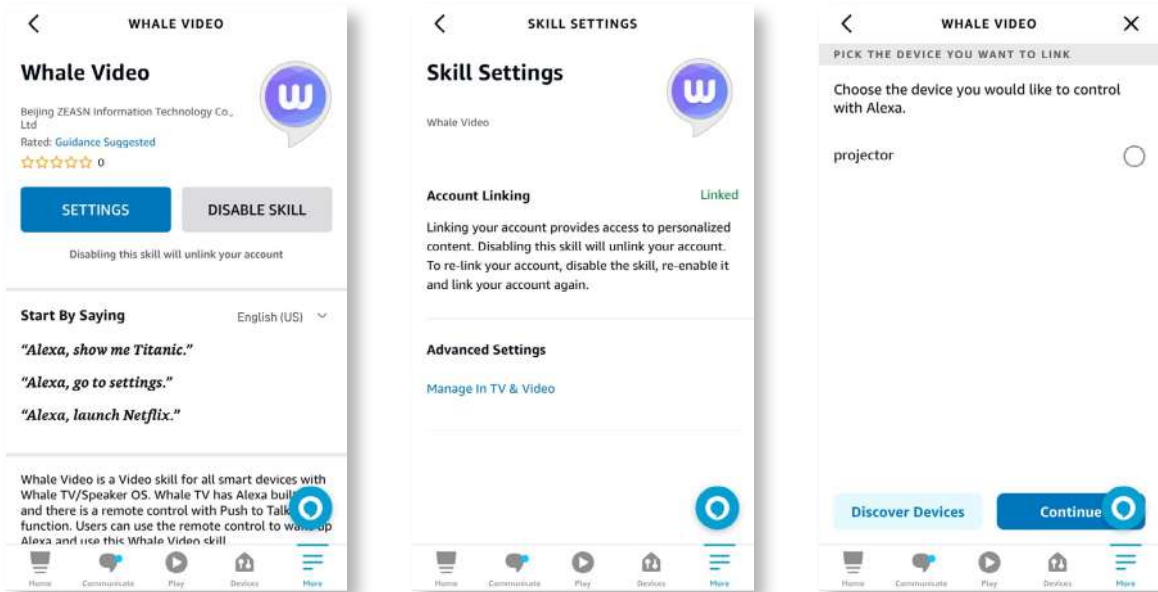 WHALE VIDEO
Whale Video
Beijing ZEASN Information Technology Co.,
Ltd
Rated: Guidance Suggested
0
SETTINGS
DISABLE SKILL
Disabling this skill will unlink your account
Start By Saying
English (US)
“Alexa, show me Titanic.”
“Alexa, go to settings.”
“Alexa, launch Netflix.”
Whale Video is a Video skill for all smart devices with
Whale TV/Speaker OS. Whale TV has Alexa buil
and there is a remote control with Push to Talk
function. Users can use the remote control to wa up
Alexa and use this Whale Video skill
Home
Communicate
Play
Devices
More
SKILL SETTINGS
Skill Settings
Whale Video
Account Linking
Linked
Linking your account provides access to personalized
content. Disabling this skill will unlink your account.
To re-link your account, disable the skill, re-enable it
and link your account again.
Advanced Settings
Manage In TV & Video
Home
Communicate
Play
Devices
More
WHALE VIDEO
PICK THE DEVICE YOU WANT TO LINK
Choose the device you would like to control
with Alexa.
projector
Discover Devices
Continue
Home
Communicate
Play
Devices
More